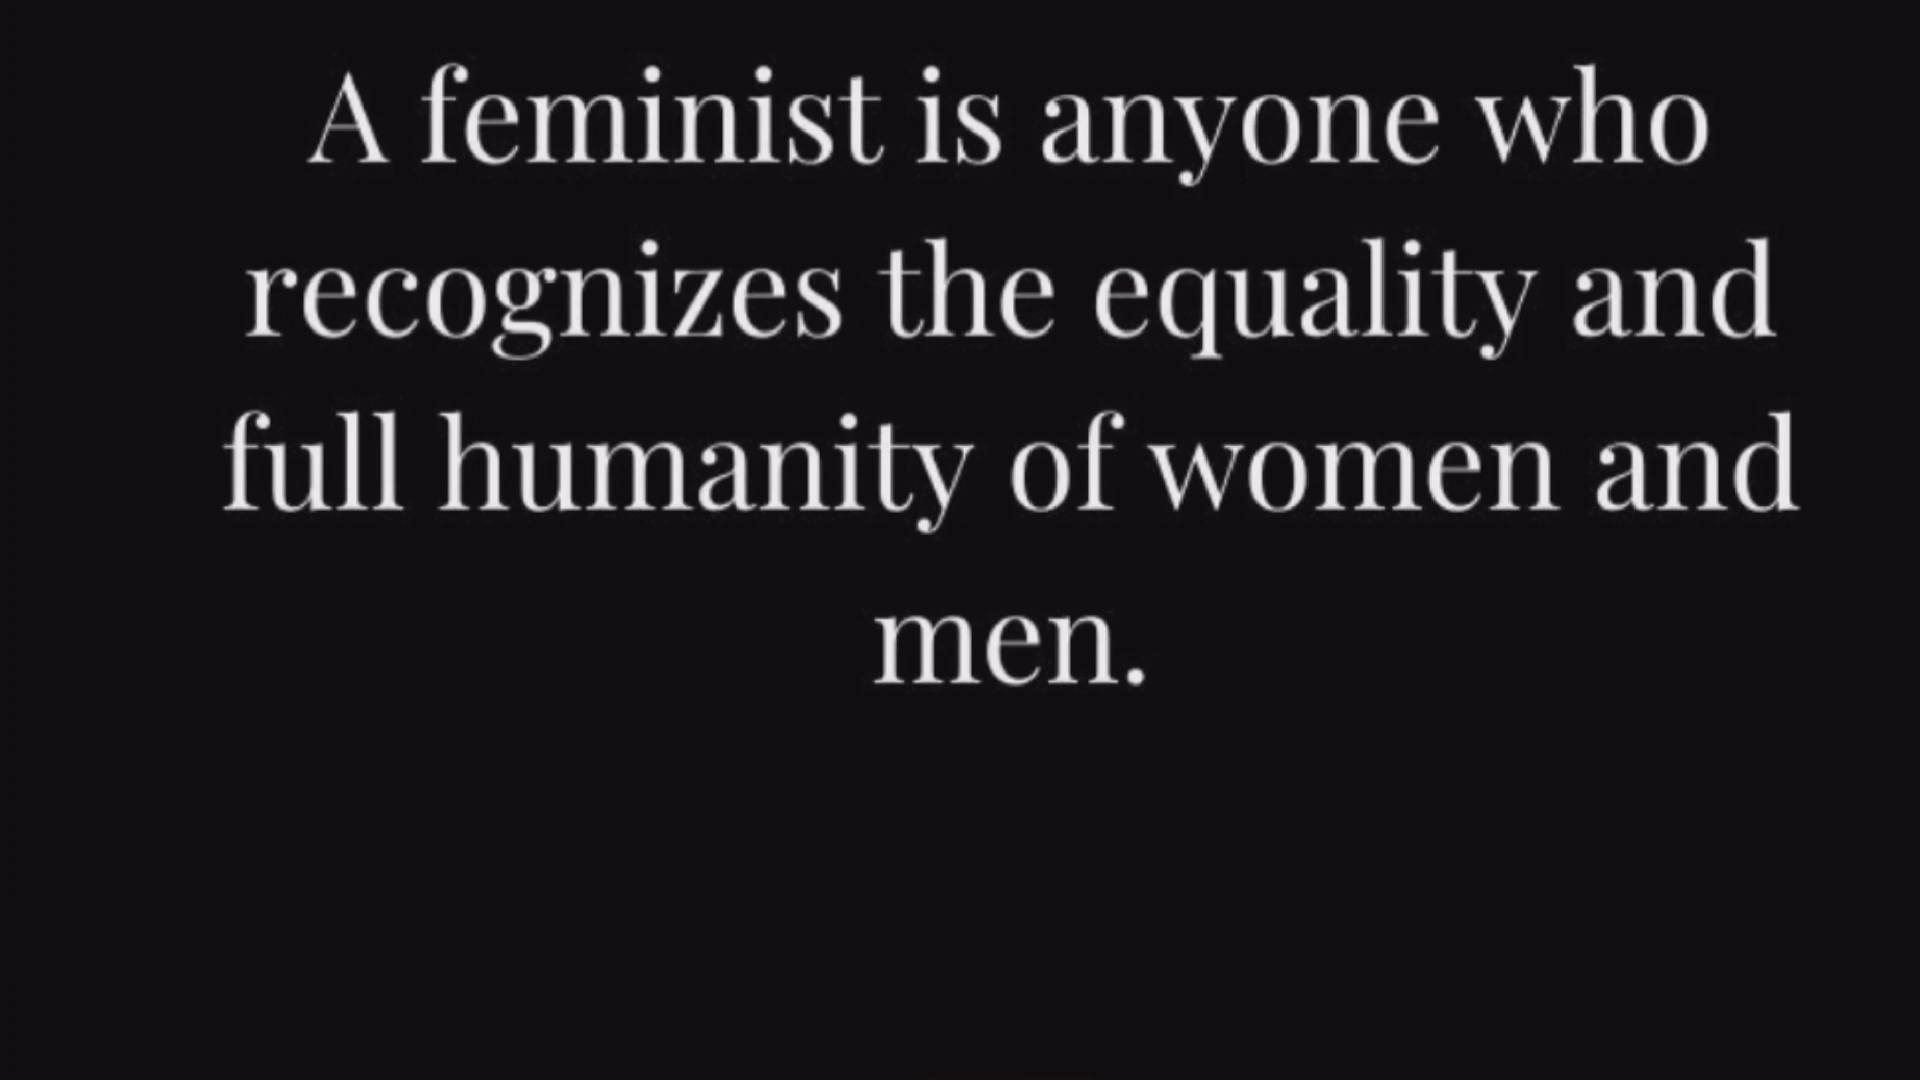 A feminist is anyone who
recognizes the equality and
full humanity of women and
men.